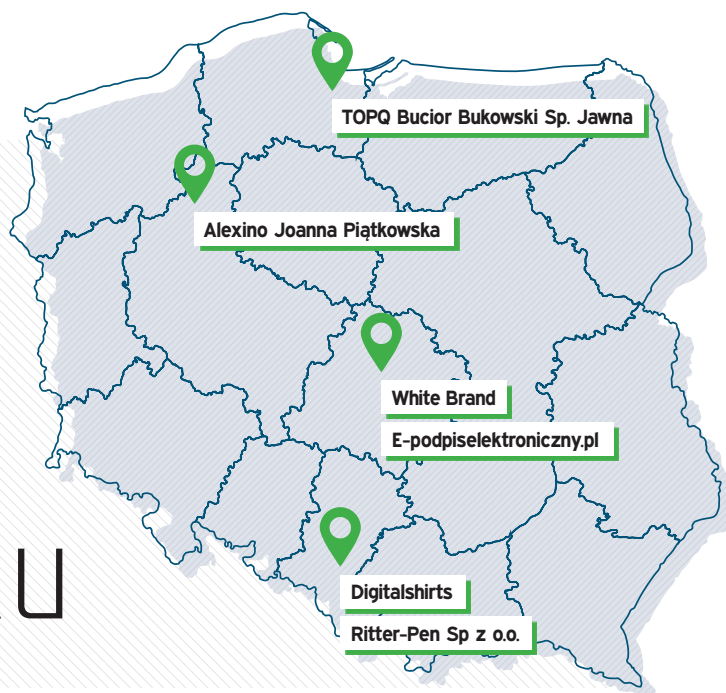 TOPQ Bucior Bukowski Sp. Jawna
Alexino Joanna Piątkowska
White Brand
E-podpiselektroniczny.pl
U
Digitalshirts
Ritter-Pen Sp z o.o.